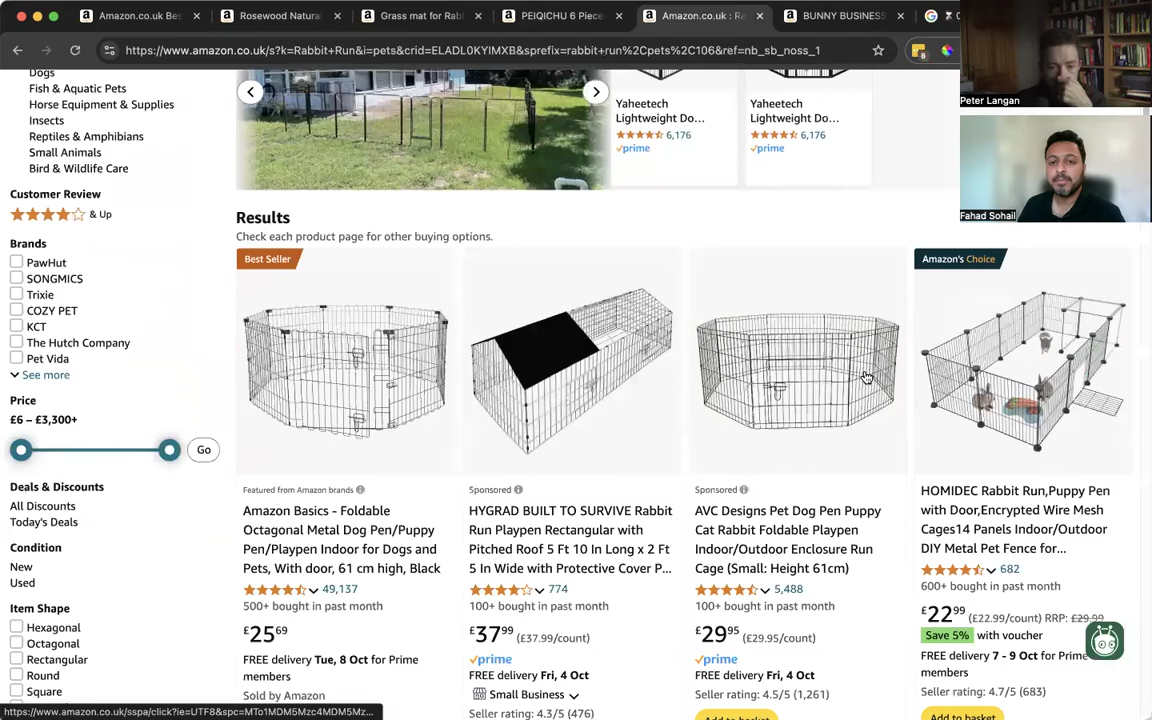 Amazon.co.uk Bes
Rosewood Natura
Grass mat for Rabb
PEIQICHU 6 Piece
Amazon.co.uk : Ra
BUNNY BUSINESS
https://www.amazon.co.uk/s?k=Rabbit+Run&i=pets&crid=ELADL0KYIMXB&sprefix=rabbit+run%2Cpets%2C106&ref=nb_sb_noss_1
Peter Langan
Fahad Sohail
Dogs
Fish & Aquatic Pets
Horse Equipment & Supplies
Insects
Reptiles & Amphibians
Small Animals
Bird & Wildlife Care
Customer Review
& Up
Brands
PawHut
SONGMICS
Trixie
COZY PET
KCT
The Hutch Company
Pet Vida
See more
Price
£6 – £3,300+
Go
Deals & Discounts
All Discounts
Today's Deals
Condition
New
Used
Item Shape
Hexagonal
Octagonal
Rectangular
Round
Square
https://www.amazon.co.uk/sspa/click?ie=UTF8&spc=MTo1MDM5Mzc4MDM5Mz...
Yaheetech
Lightweight Do...
6,176
prime
Yaheetech
Lightweight Do...
6,176
prime
Results
Check each product page for other buying options.
Best Seller
Featured from Amazon brands
Amazon Basics - Foldable
Octagonal Metal Dog Pen/Puppy
Pen/Playpen Indoor for Dogs and
Pets, With door, 61 cm high, Black
49,137
500+ bought in past month
£25.69
FREE delivery Tue, 8 Oct for Prime
members
Sold by Amazon
Sponsored
HYGRAD BUILT TO SURVIVE Rabbit
Run Playpen Rectangular with
Pitched Roof 5 Ft 10 In Long x 2 Ft
5 In Wide with Protective Cover P...
774
100+ bought in past month
£37.99 (£37.99/count)
prime
FREE delivery Fri, 4 Oct
Small Business
Seller rating: 4.3/5 (476)
Sponsored
AVC Designs Pet Dog Pen Puppy
Cat Rabbit Foldable Playpen
Indoor/Outdoor Enclosure Run
Cage (Small: Height 61cm)
5,488
100+ bought in past month
£29.95 (£29.95/count)
prime
FREE delivery Fri, 4 Oct
Seller rating: 4.5/5 (1,261)
Add to basket
Amazon's Choice
HOMIDEC Rabbit Run,Puppy Pen
with Door,Encrypted Wire Mesh
Cages14 Panels Indoor/Outdoor
DIY Metal Pet Fence for...
682
600+ bought in past month
£22.99 (£22.99/count) RRP: £29.99
Save 5% with voucher
FREE delivery 7 - 9 Oct for Prime
members
Seller rating: 4.7/5 (683)
Add to basket